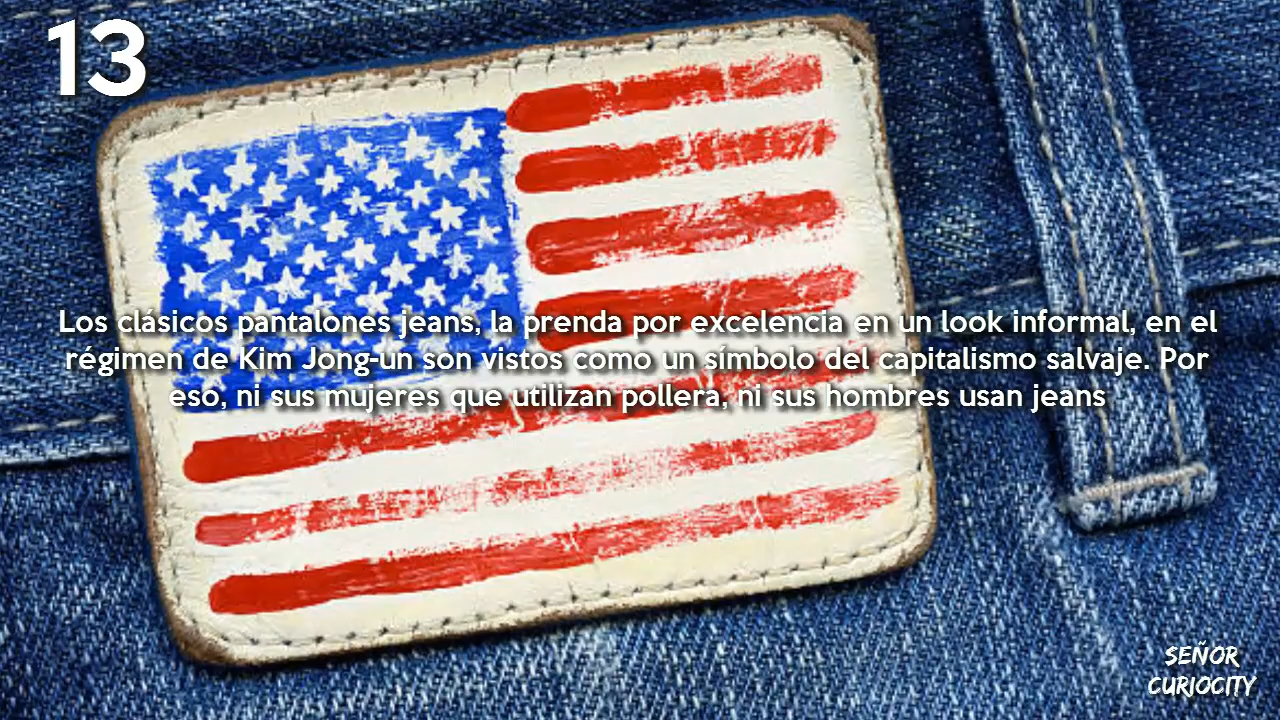 13
Los clásicos pantalones jeans, la prenda por excelencia en un look informal, en el
régimen de Kim Jong-un son vistos como un símbolo del capitalismo salvaje. Por
eso, ni sus mujeres que utilizan pollera, ni sus hombres usan jeans
SEÑOR
CURIOCITY